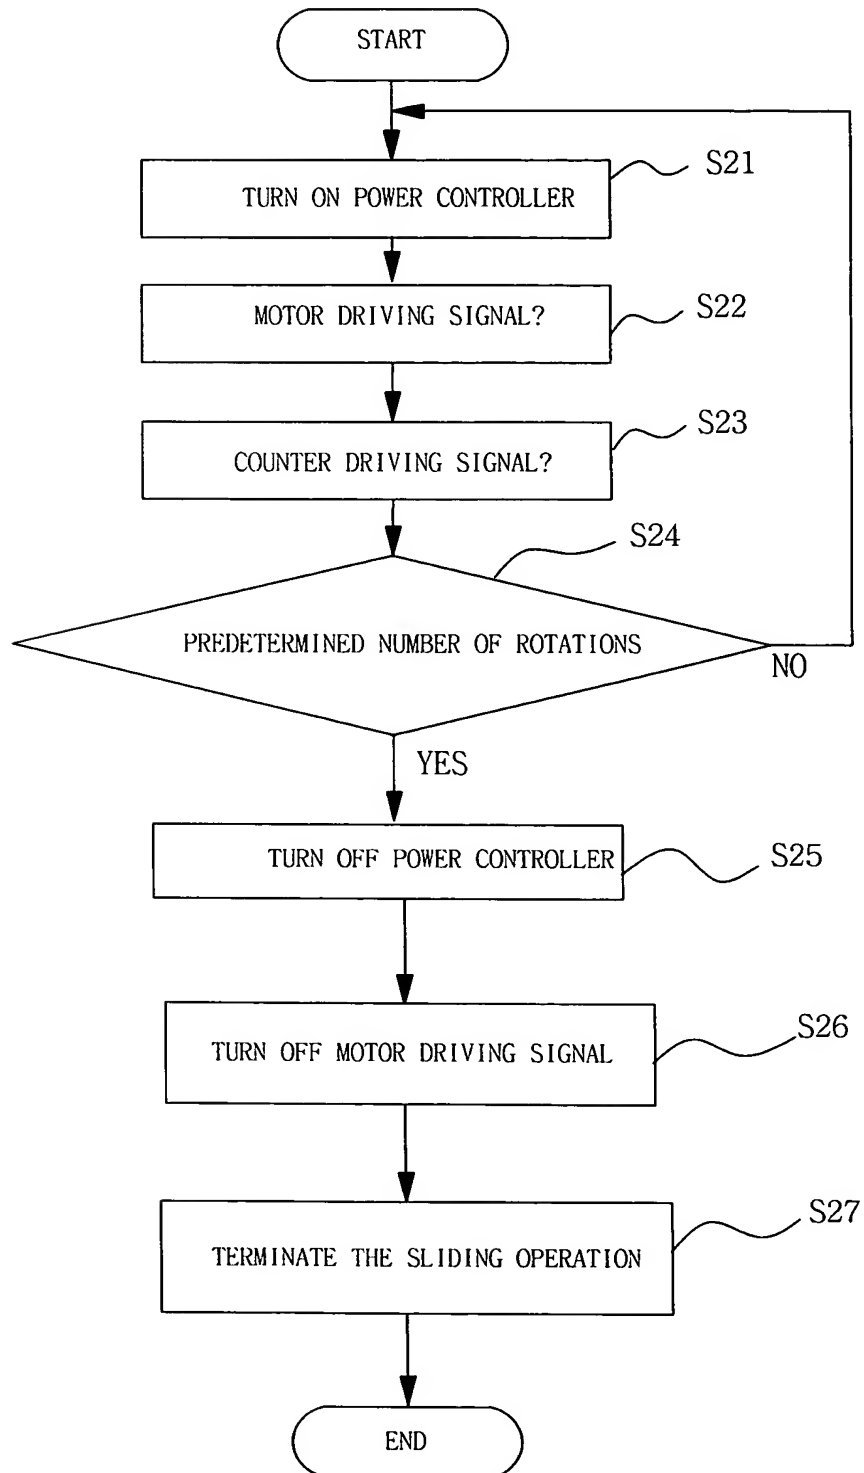 START
TURN ON POWER CONTROLLER
S21
MOTOR DRIVING SIGNAL?
S22
COUNTER DRIVING SIGNAL?
S23
S24
PREDETERMINED NUMBER OF ROTATIONS
NO
YES
TURN OFF POWER CONTROLLER
S25
TURN OFF MOTOR DRIVING SIGNAL
S26
TERMINATE THE SLIDING OPERATION
S27
END